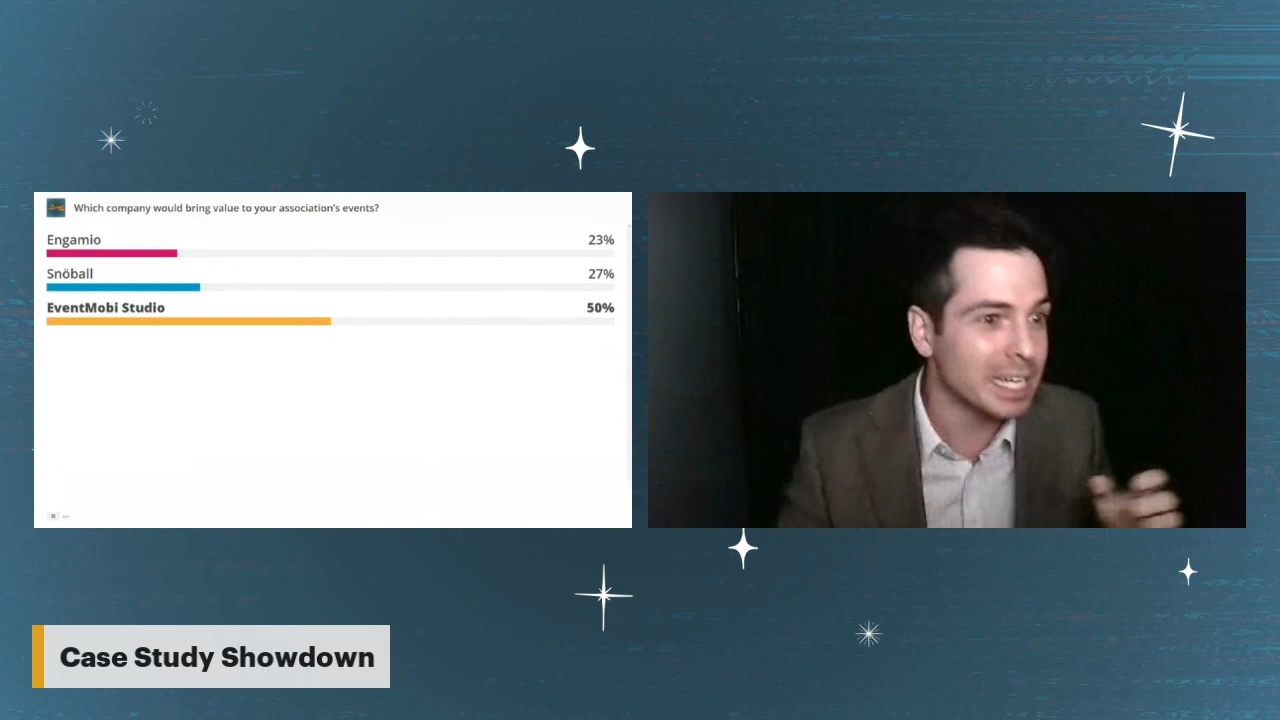 Which company would bring value to your association's events?
Engamio 23%
Snöball 27%
EventMobi Studio 50%
Case Study Showdown